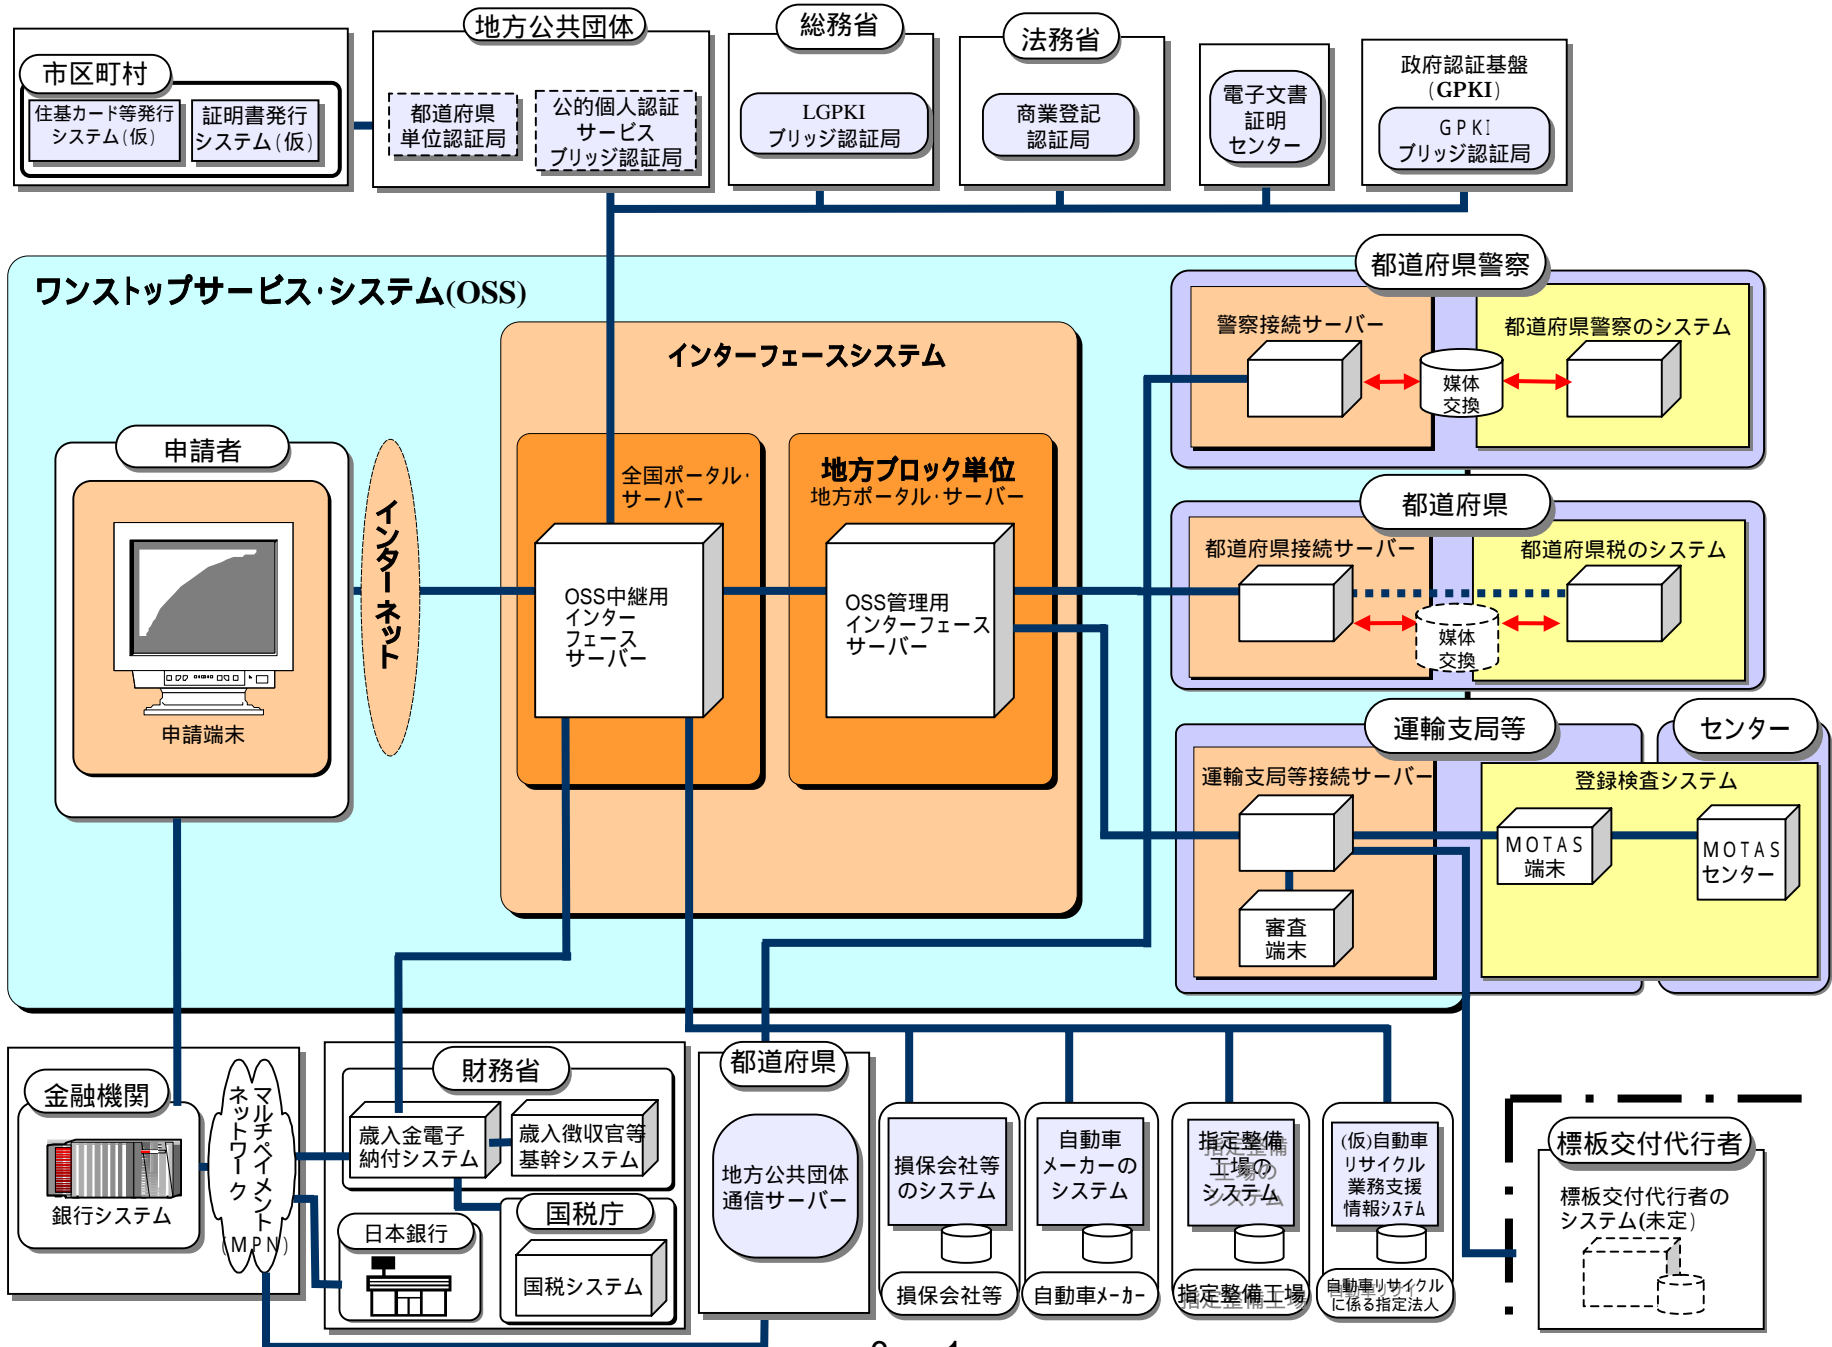 地方公共団体
総務省
法務省
市区町村
住基カード等発行
システム(仮)
証明書発行
システム(仮)
都道府県
単位認証局
公的個人認証
サービス
ブリッジ認証局
LGPKI
ブリッジ認証局
商業登記
認証局
電子文書
証明
センター
政府認証基盤
(GPKI)
GPKI
ブリッジ認証局
ワンストップサービス・システム(OSS)
インターフェースシステム
申請者
申請端末
インターネット
全国ポータル・
サーバー
OSS中継用
インター
フェース
サーバー
地方ブロック単位
地方ポータル・サーバー
OSS管理用
インターフェース
サーバー
都道府県警察
警察接続サーバー
媒体
交換
都道府県警察のシステム
都道府県
都道府県接続サーバー
媒体
交換
都道府県税のシステム
運輸支局等
センター
運輸支局等接続サーバー
審査
端末
登録検査システム
MOTAS
端末
MOTAS
センター
金融機関
銀行システム
マルチペイメント
ネットワーク
(MPN)
財務省
歳入金電子
納付システム
歳入徴収官等
基幹システム
国税庁
国税システム
日本銀行
都道府県
地方公共団体
通信サーバー
損保会社等
のシステム
損保会社等
自動車
メーカーの
システム
自動車メーカー
指定整備
工場の
システム
指定整備工場
(仮)自動車
リサイクル
業務支援
情報システム
自動車リサイクル
に係る指定法人
標板交付代行者
標板交付代行者の
システム(未定)